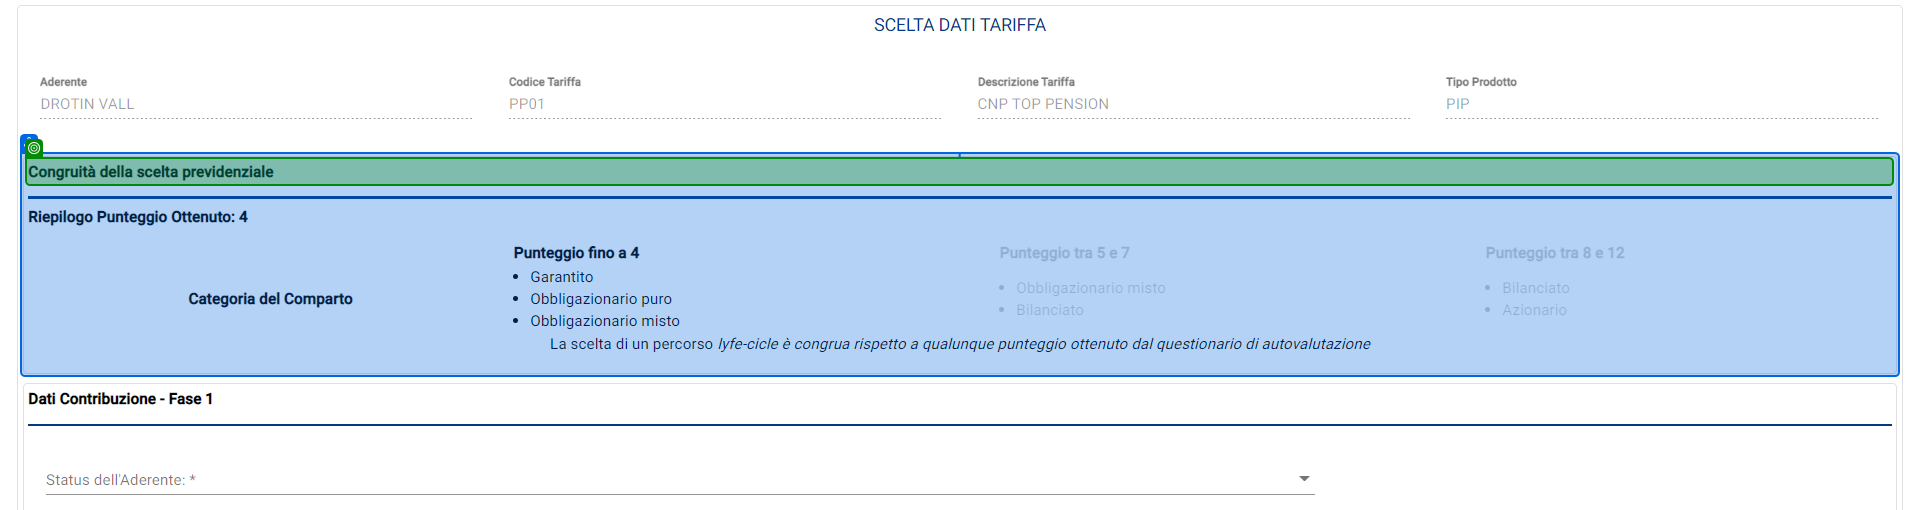 SCELTA DATI TARIFFA
Aderente
DROTIN VALL
Codice Tariffa
PP01
Descrizione Tariffa
CNP TOP PENSION
Tipo Prodotto
PIP
Congruità della scelta previdenziale
Riepilogo Punteggio Ottenuto: 4
Categoria del Comparto
Punteggio fino a 4
• Garantito
• Obbligazionario puro
• Obbligazionario misto
Punteggio tra 5 e 7
• Obbligazionario misto
• Bilanciato
Punteggio tra 8 e 12
• Bilanciato
• Azionario
La scelta di un percorso lyfe-cicle è congrua rispetto a qualunque punteggio ottenuto dal questionario di autovalutazione
Dati Contribuzione - Fase 1
Status dell'Aderente: *